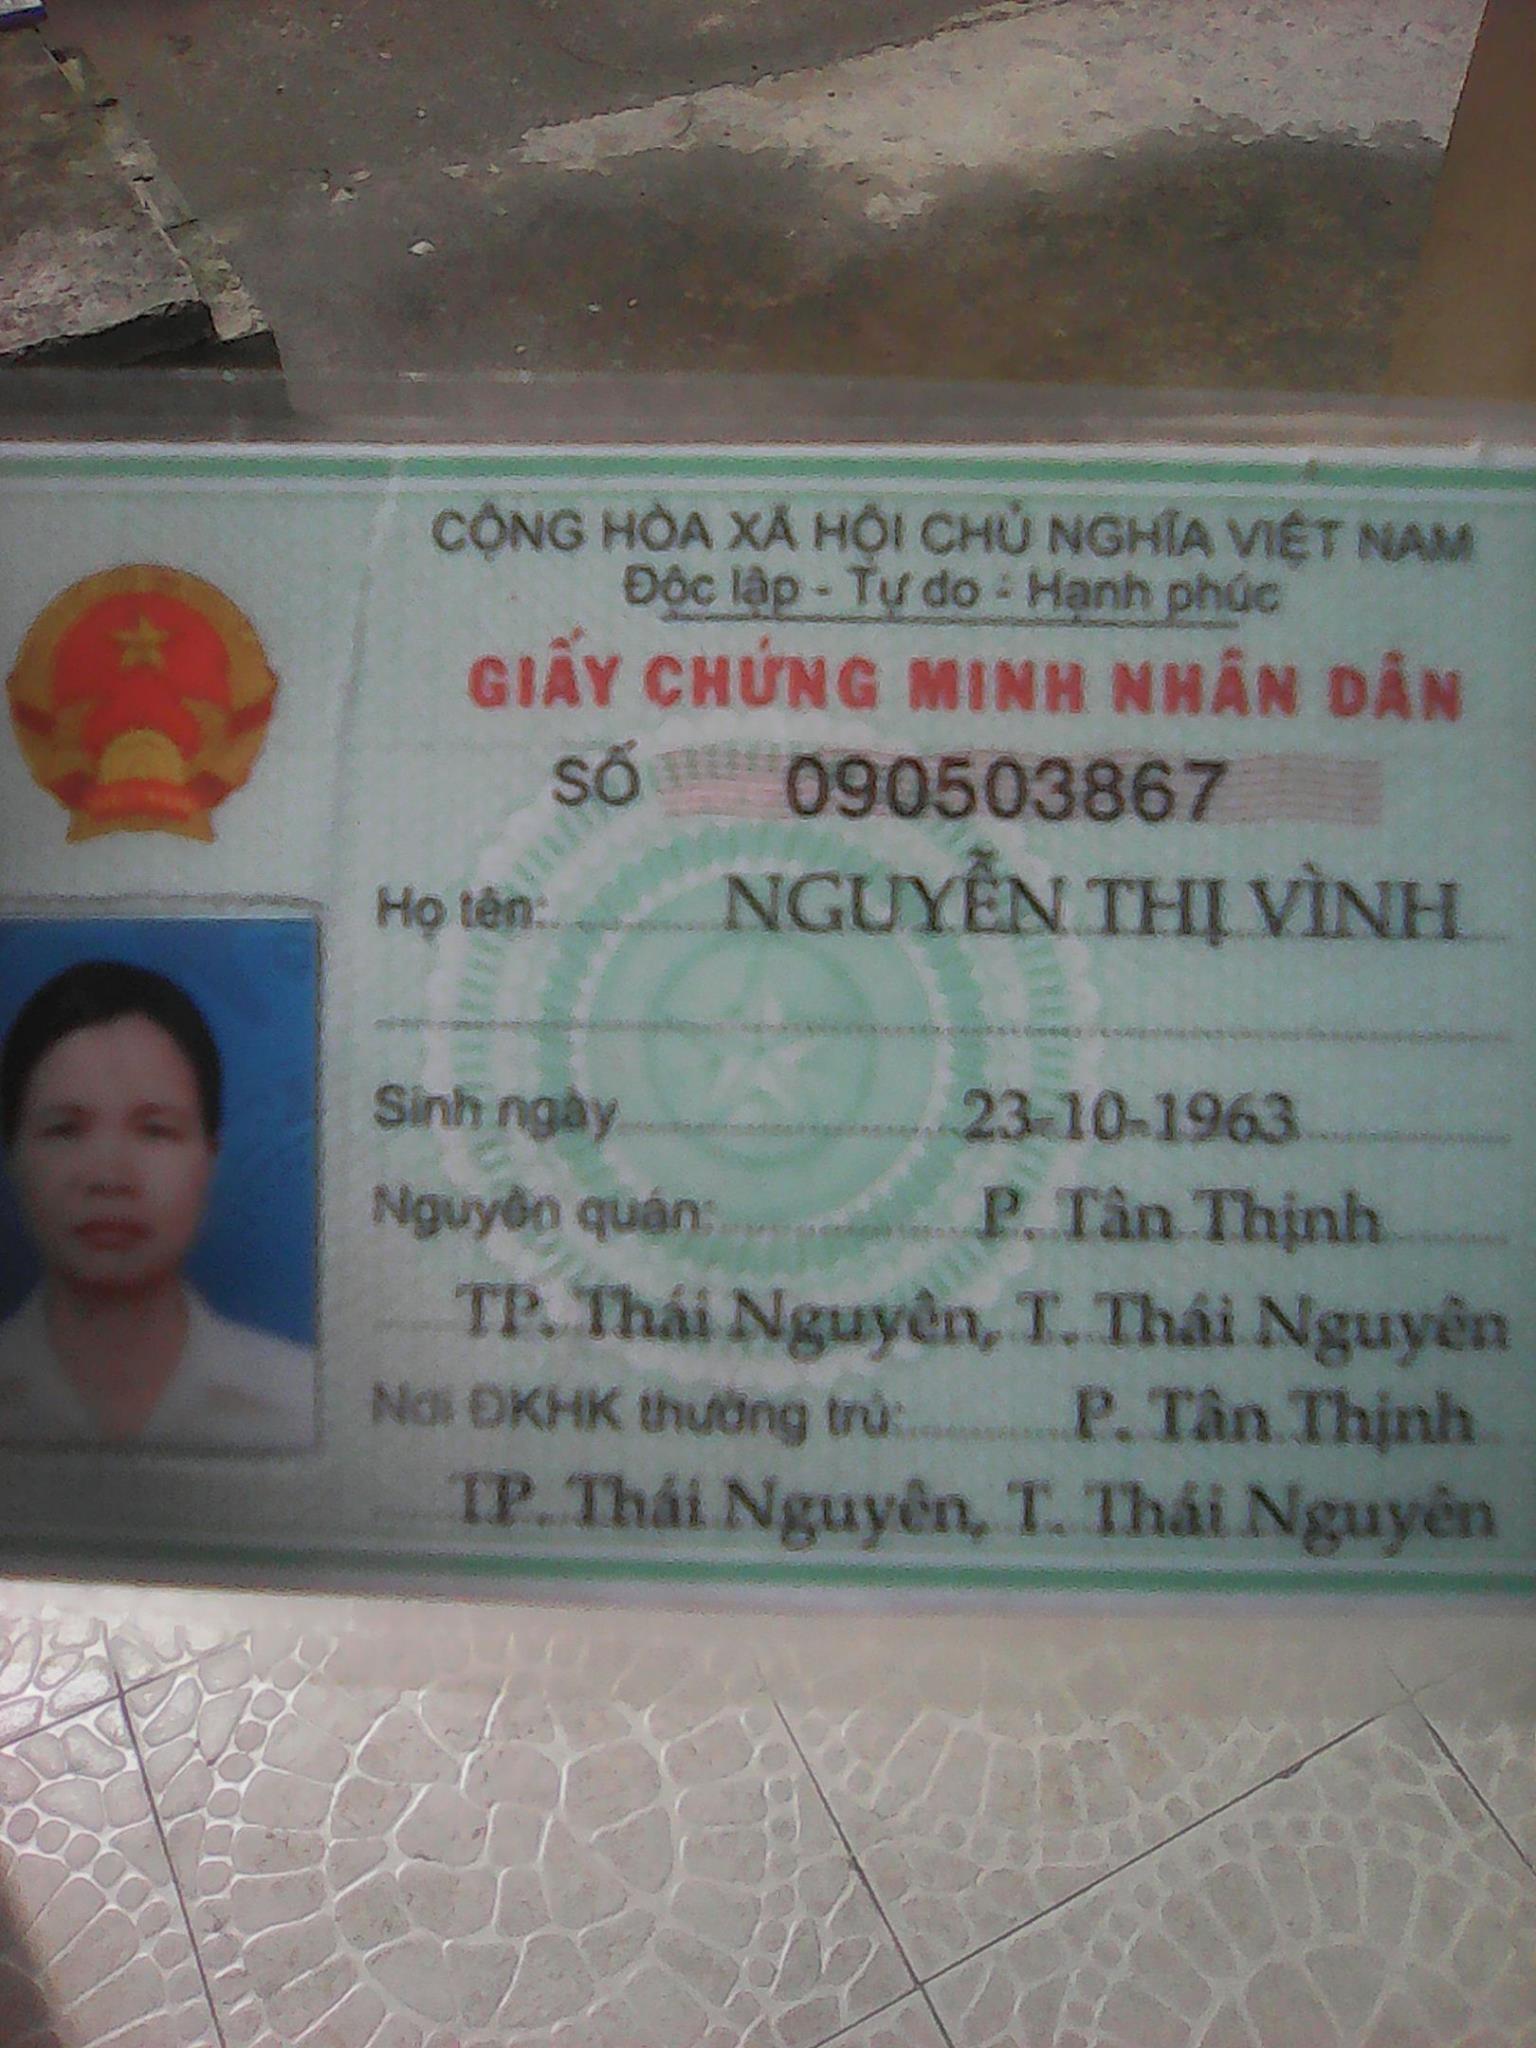 CỘNG HÒA XÃ HỘI CHỦ NGHĨA VIỆT NAM
Độc lập - Tự do - Hạnh phúc
GIẤY CHỨNG MINH NHÂN DÂN
SỐ 090503867
Họ tên: NGUYỄN THỊ VÌNH
Sinh ngày 23-10-1963
Nguyên quán: P. Tân Thịnh
TP. Thái Nguyên, T. Thái Nguyên
Nơi ĐKHK thường trú: P. Tân Thịnh
TP. Thái Nguyên, T. Thái Nguyên